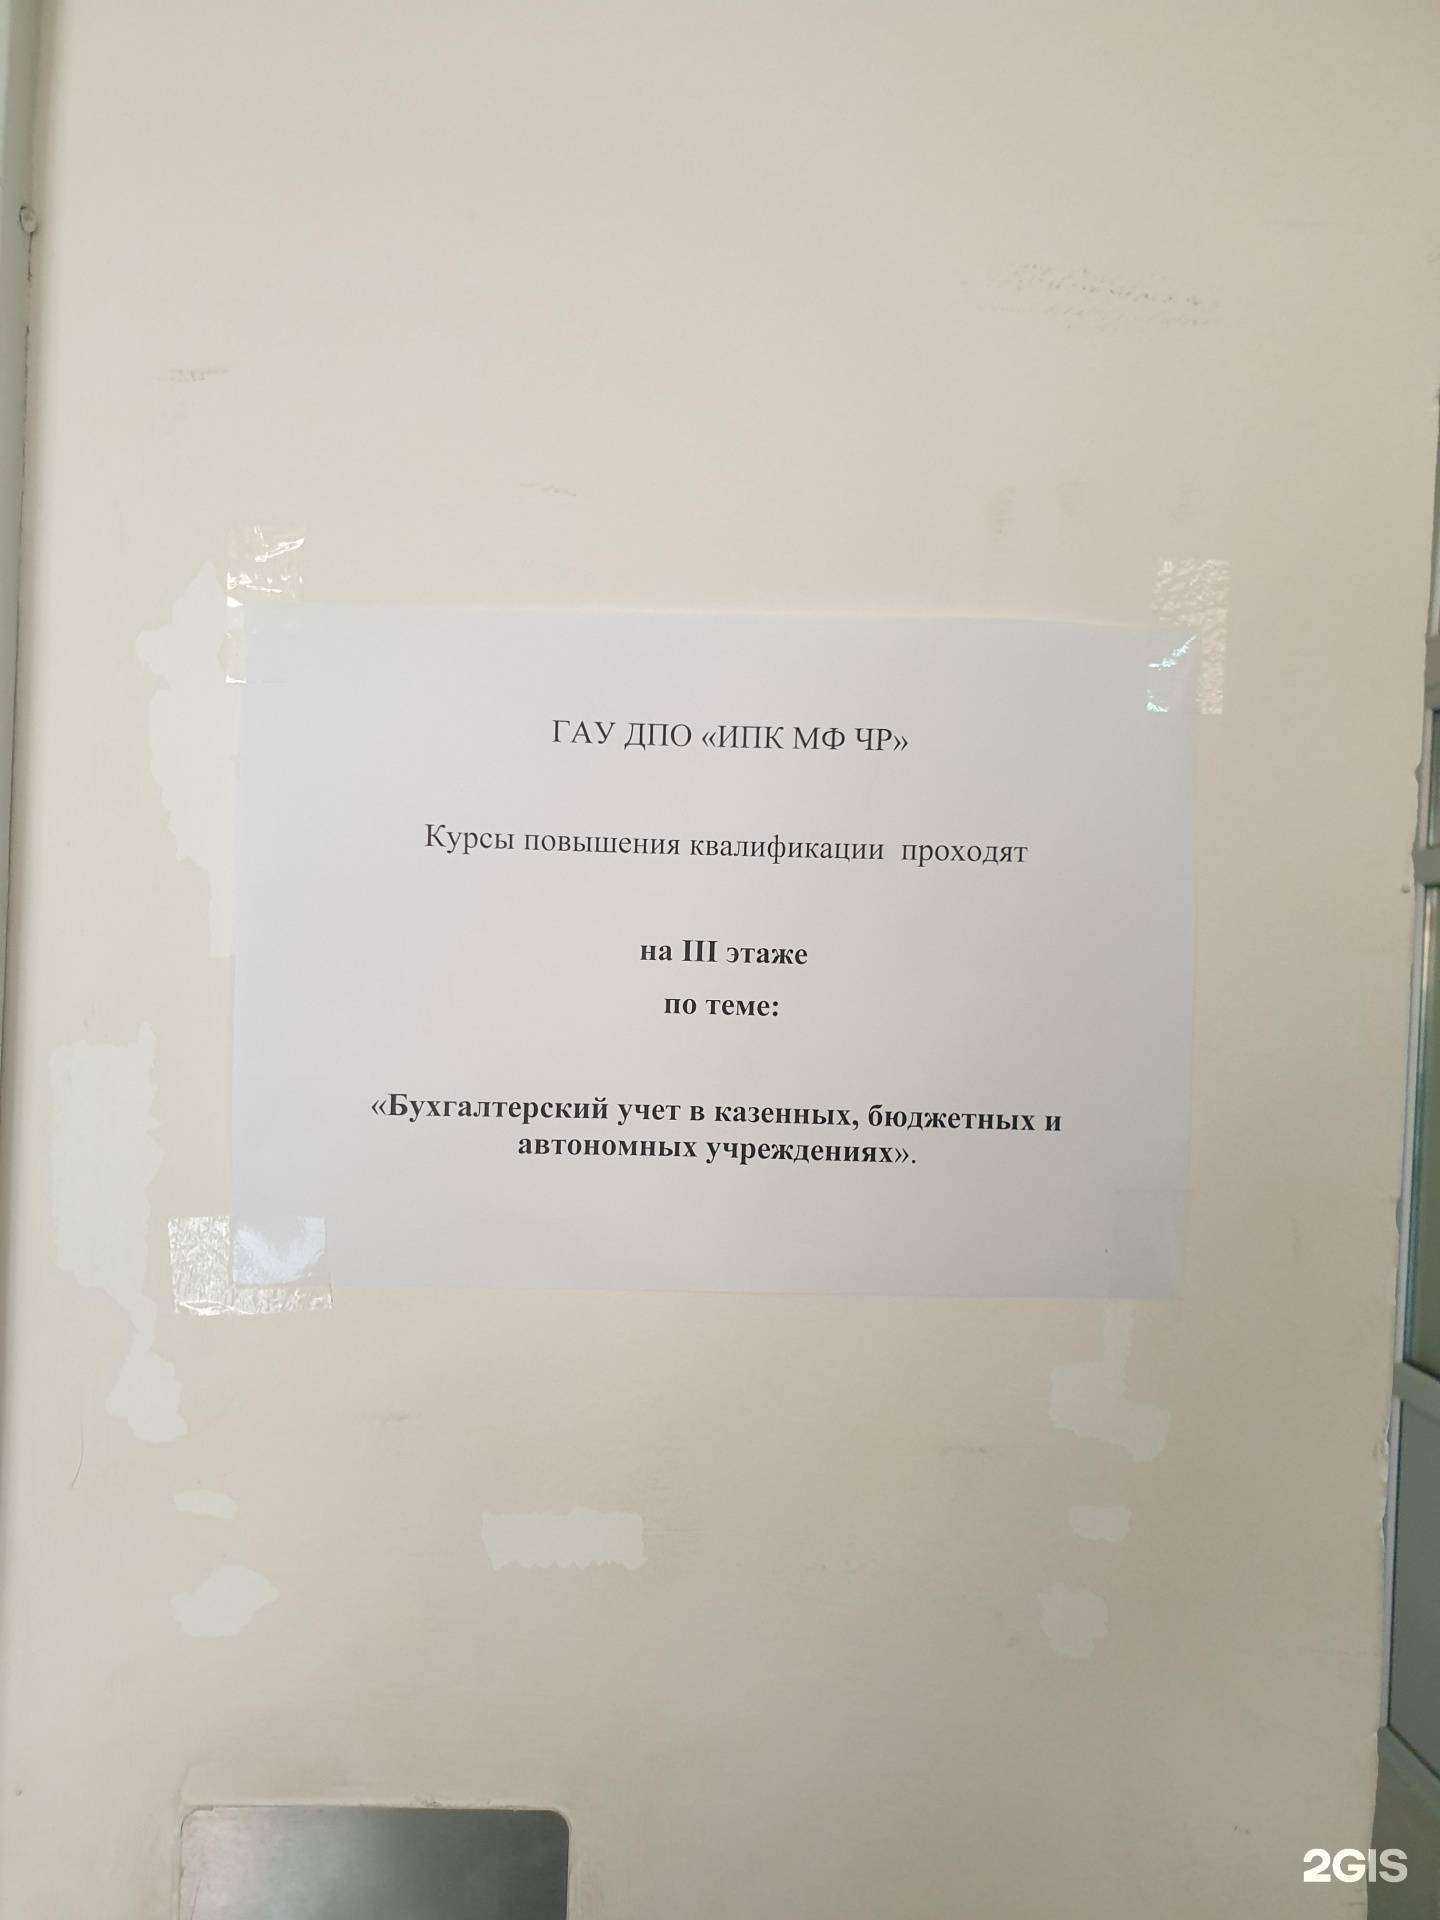 ГАУ ДПО «ИПК МФ ЧР»
Курсы повышения квалификации проходят
на III этаже
по теме:
«Бухгалтерский учет в казенных, бюджетных и
автономных учреждениях».
2GIS